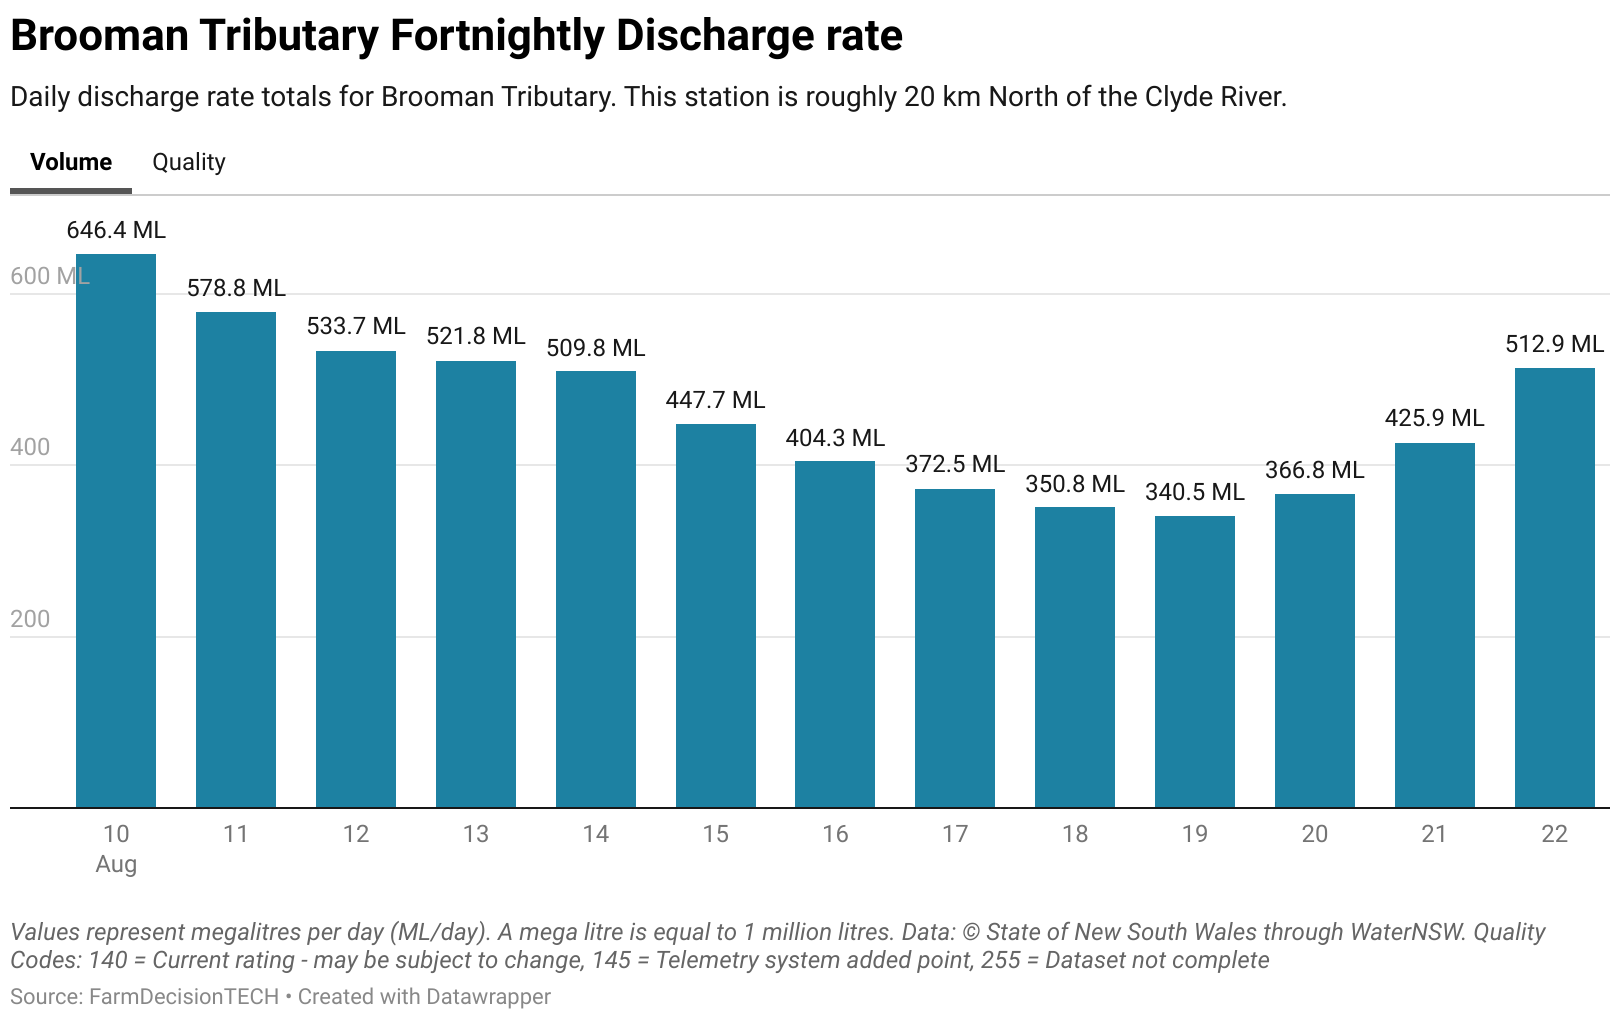 Brooman Tributary Fortnightly Discharge rate
Daily discharge rate totals for Brooman Tributary. This station is roughly 20 km North of the Clyde River.
Volume Quality
646.4 ML
600 ML
578.8 ML
533.7 ML
521.8 ML
509.8 ML
447.7 ML
404.3 ML
372.5 ML
350.8 ML
340.5 ML
366.8 ML
425.9 ML
512.9 ML
400
200
10 11 12 13 14 15 16 17 18 19 20 21 22
Aug
Values represent megalitres per day (ML/day). A mega litre is equal to 1 million litres. Data: © State of New South Wales through WaterNSW. Quality
Codes: 140 = Current rating - may be subject to change, 145 = Telemetry system added point, 255 = Dataset not complete
Source: FarmDecisionTECH • Created with Datawrapper